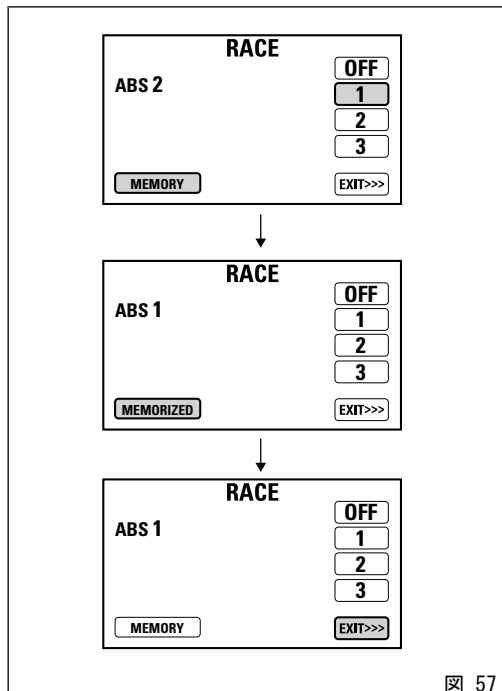 RACE
ABS 2
OFF
1
2
3
MEMORY
EXIT>>>
RACE
ABS 1
OFF
1
2
3
MEMORIZED
EXIT>>>
RACE
ABS 1
OFF
1
2
3
MEMORY
EXIT>>>
図 57